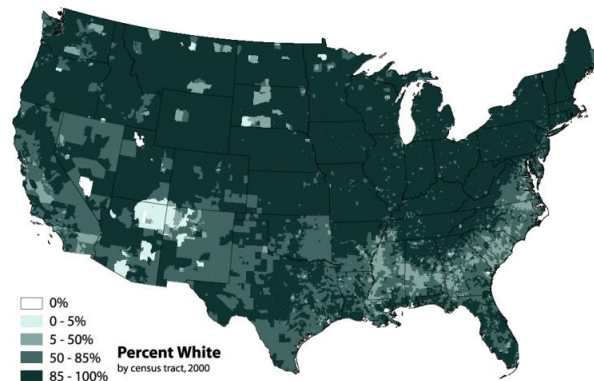 0%
0 - 5%
5 - 50%
50 - 85%
85 - 100%
Percent White
by census tract, 2000